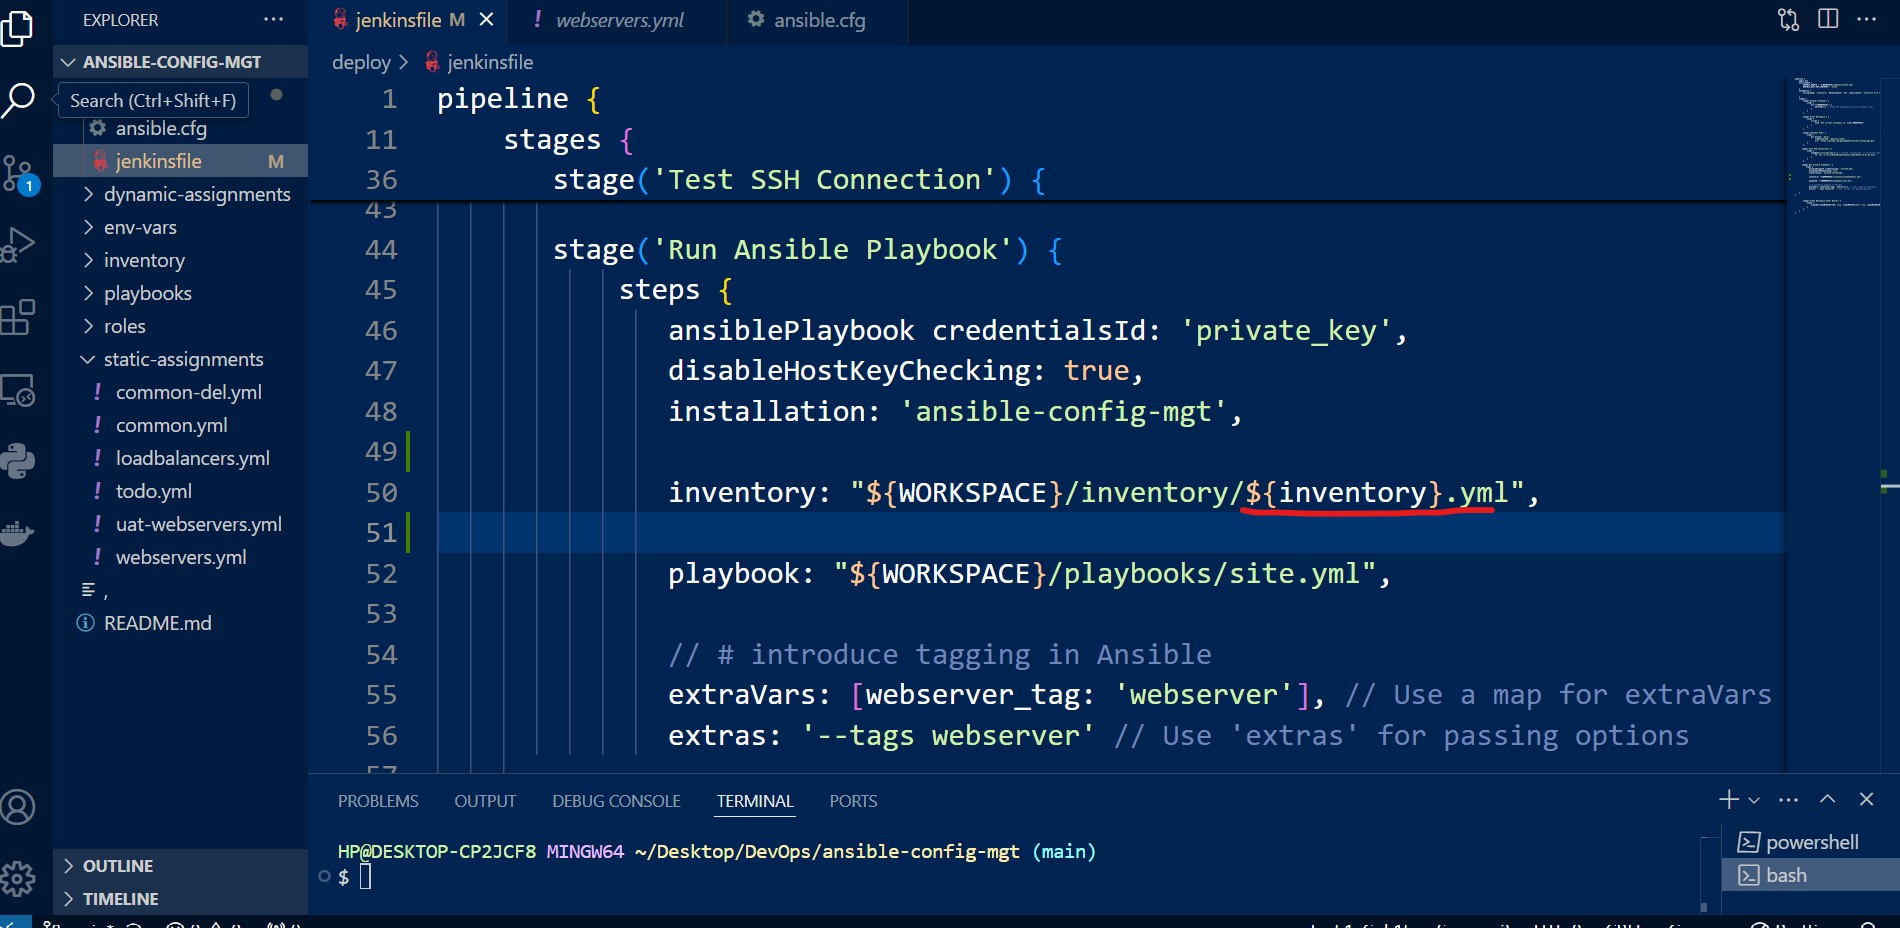 EXPLORER
ANSIBLE-CONFIG-MGT
Search (Ctrl+Shift+F)
ansible.cfg
jenkinsfile M
dynamic-assignments
env-vars
inventory
playbooks
roles
static-assignments
! common-del.yml
! common.yml
! loadbalancers.yml
! todo.yml
! uat-webservers.yml
! webservers.yml
,
README.md
OUTLINE
TIMELINE
1
jenkinsfile M
! webservers.yml
ansible.cfg
deploy > jenkinsfile
1 pipeline {
11 stages {
36 stage('Test SSH Connection') {
43
44 stage('Run Ansible Playbook') {
45 steps {
46 ansiblePlaybook credentialsId: 'private_key',
47 disableHostKeyChecking: true,
48 installation: 'ansible-config-mgt',
49
50 inventory: "${WORKSPACE}/inventory/${inventory}.yml",
51
52 playbook: "${WORKSPACE}/playbooks/site.yml",
53
54 // # introduce tagging in Ansible
55 extraVars: [webserver_tag: 'webserver'], // Use a map for extraVars
56 extras: '--tags webserver' // Use 'extras' for passing options
57
PROBLEMS OUTPUT DEBUG CONSOLE TERMINAL PORTS
HP@DESKTOP-CP2JCF8 MINGW64 ~/Desktop/DevOps/ansible-config-mgt (main)
$
powershell
bash